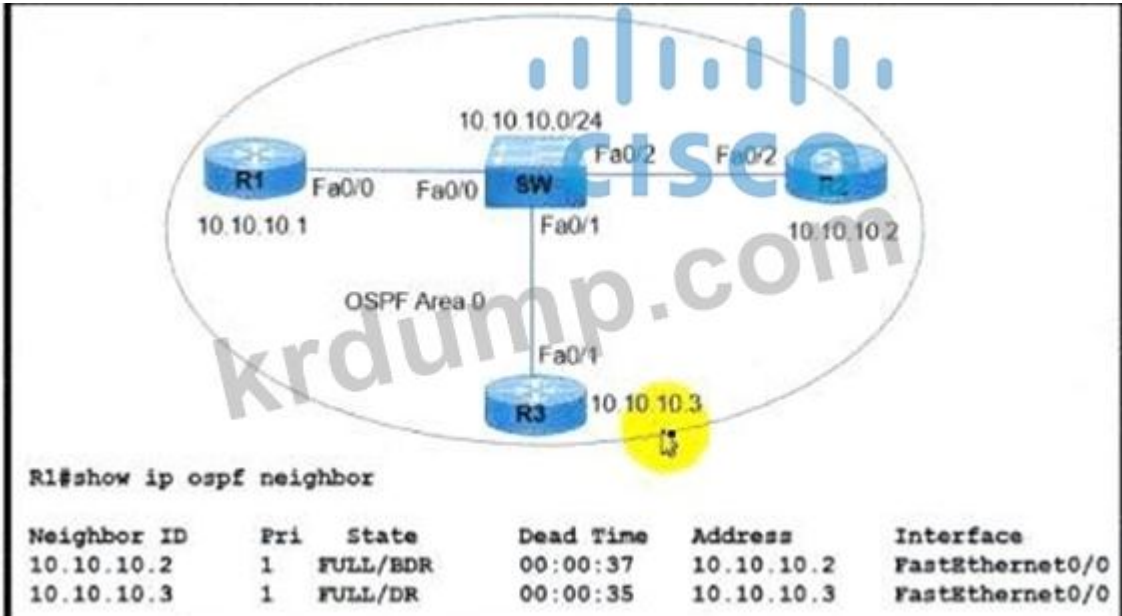 CISCO
10.10.10.0/24
Fa0/2 Fa0/2
R1 Fa0/0 Fa0/0 SW R2
10.10.10.1 Fa0/1 10.10.10.2
OSPF Area 0
krdump.com
Fa0/1
R3 10.10.10.3
R1#show ip ospf neighbor
Neighbor ID Pri State Dead Time Address Interface
10.10.10.2 1 FULL/BDR 00:00:37 10.10.10.2 FastEthernet0/0
10.10.10.3 1 FULL/DR 00:00:35 10.10.10.3 FastEthernet0/0